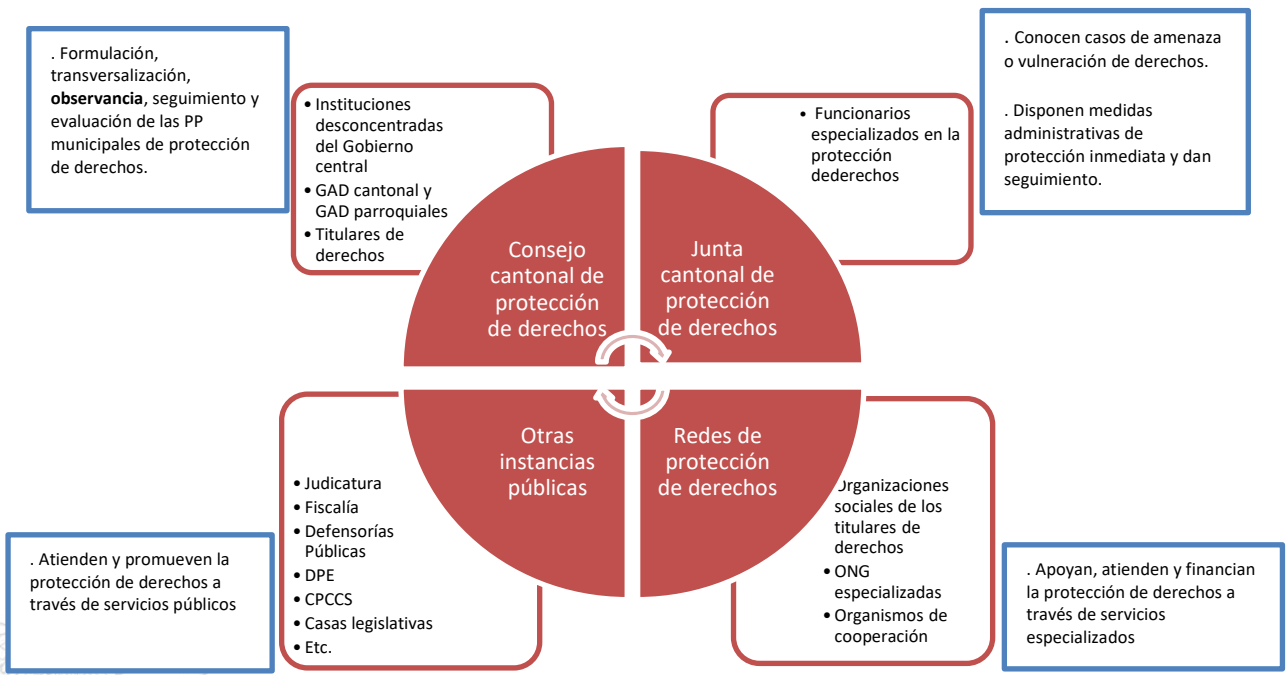 . Formulación,
transversalización,
observancia, seguimiento y
evaluación de las PP
municipales de protección
de derechos.
• Instituciones
desconcentradas
del Gobierno
central
• GAD cantonal y
GAD parroquiales
• Titulares de
derechos
Consejo
cantonal de
protección
de derechos
Junta
cantonal de
protección
de derechos
• Funcionarios
especializados en la
protección
dederechos
. Conocen casos de amenaza
o vulneración de derechos.
. Disponen medidas
administrativas de
protección inmediata y dan
seguimiento.
. Atienden y promueven la
protección de derechos a
través de servicios públicos
• Judicatura
• Fiscalía
• Defensorías
Públicas
• DPE
• CPCCS
• Casas legislativas
• Etc.
Otras
instancias
públicas
Redes de
protección
de derechos
Organizaciones
sociales de los
titulares de
derechos
• ONG
especializadas
• Organismos de
cooperación
. Apoyan, atienden y financian
la protección de derechos a
través de servicios
especializados